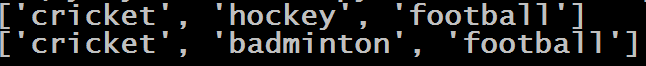 ['cricket', 'hockey', 'football']
['cricket', 'badminton', 'football']